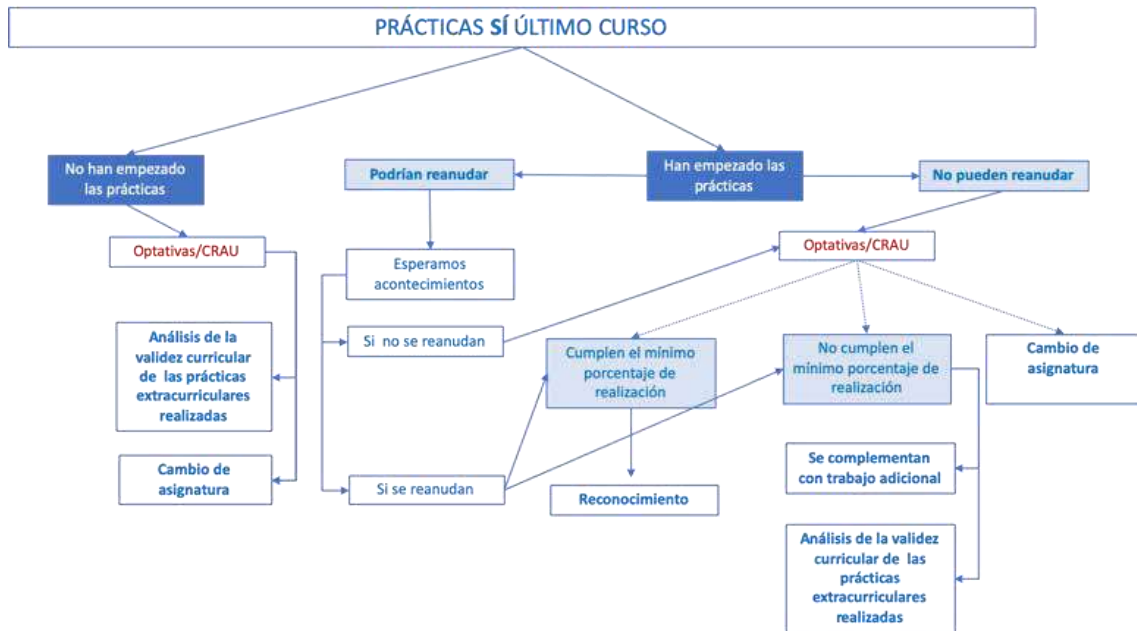 PRÁCTICAS SÍ ÚLTIMO CURSO
No han empezado
las prácticas
Podrían reanudar
Han empezado las
prácticas
No pueden reanudar
Optativas/CRAU
Esperamos
acontecimientos
Optativas/CRAU
Análisis de la
validez curricular
de las prácticas
extracurriculares
realizadas
Si no se reanudan
Cumplen el mínimo
porcentaje de
realización
No cumplen el
mínimo porcentaje de
realización
Cambio de
asignatura
Cambio de
asignatura
Si se reanudan
Reconocimiento
Se complementan
con trabajo adicional
Análisis de la validez
curricular de las
prácticas
extracurriculares
realizadas